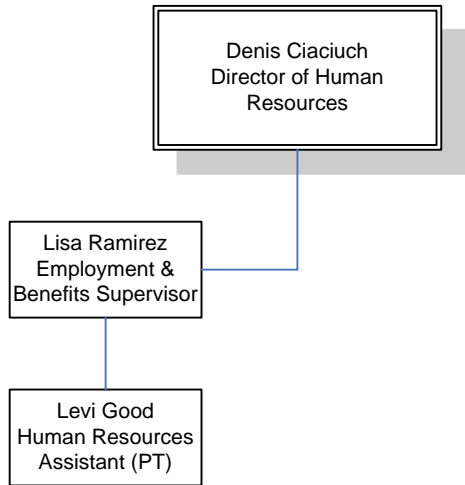 Denis Ciaciuch
Director of Human
Resources
Lisa Ramirez
Employment &
Benefits Supervisor
Levi Good
Human Resources
Assistant (PT)